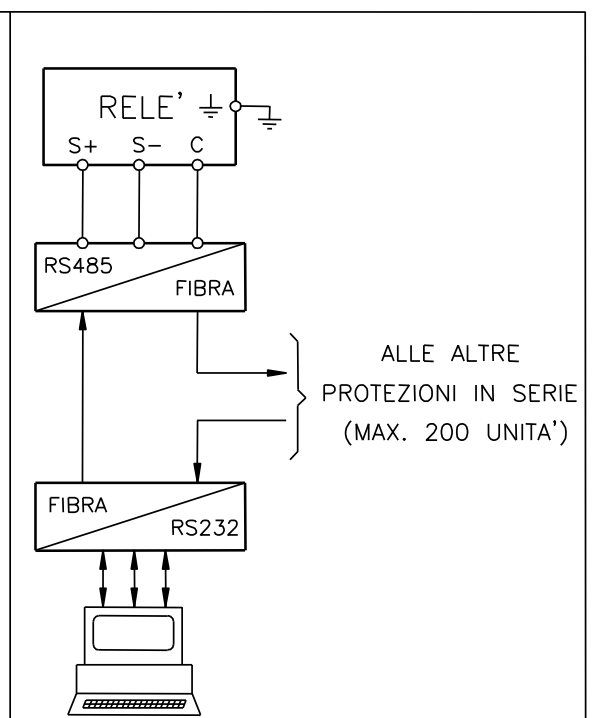 RELE'
S+ S- C
RS485
FIBRA
ALLE ALTRE
PROTEZIONI IN SERIE
(MAX. 200 UNITA')
FIBRA
RS232